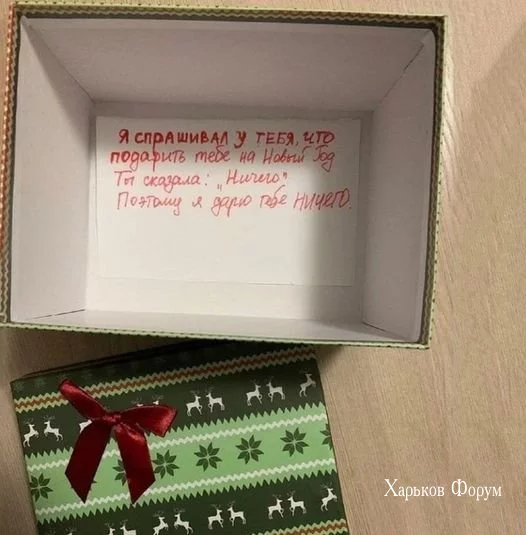 Я СПРАШИВАЛ У ТЕБЯ, ЧТО
подарить тебе на Новый Год
Ты сказала: „Ничего"
Поэтому я дарю тебе НИЧЕГО.
Харьков Форум